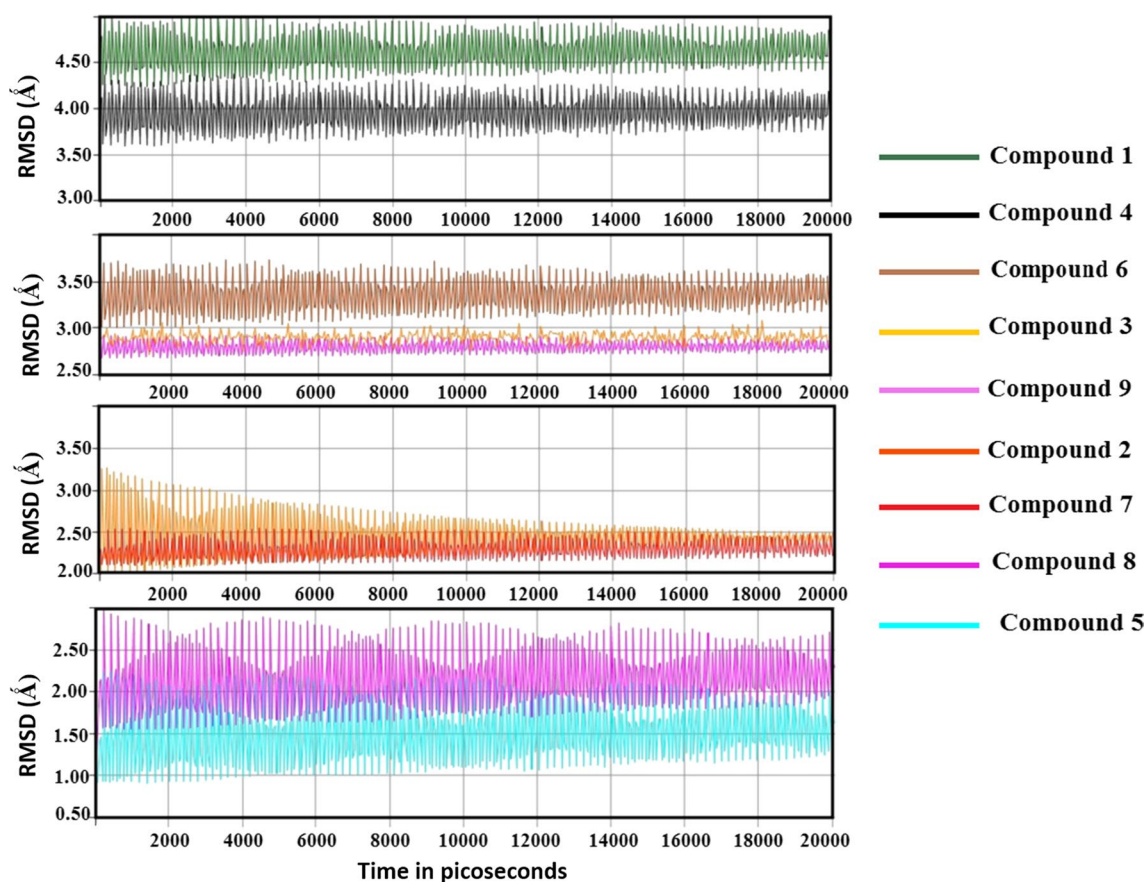 RMSD (Å)
4.50
4.00
3.50
3.00
2000 4000 6000 8000 10000 12000 14000 16000 18000 20000
RMSD (Å)
3.50
3.00
2.50
2000 4000 6000 8000 10000 12000 14000 16000 18000 20000
RMSD (Å)
3.50
3.00
2.50
2.00
2000 4000 6000 8000 10000 12000 14000 16000 18000 20000
RMSD (Å)
2.50
2.00
1.50
1.00
0.50
2000 4000 6000 8000 10000 12000 14000 16000 18000 20000
Time in picoseconds
Compound 1
Compound 4
Compound 6
Compound 3
Compound 9
Compound 2
Compound 7
Compound 8
Compound 5